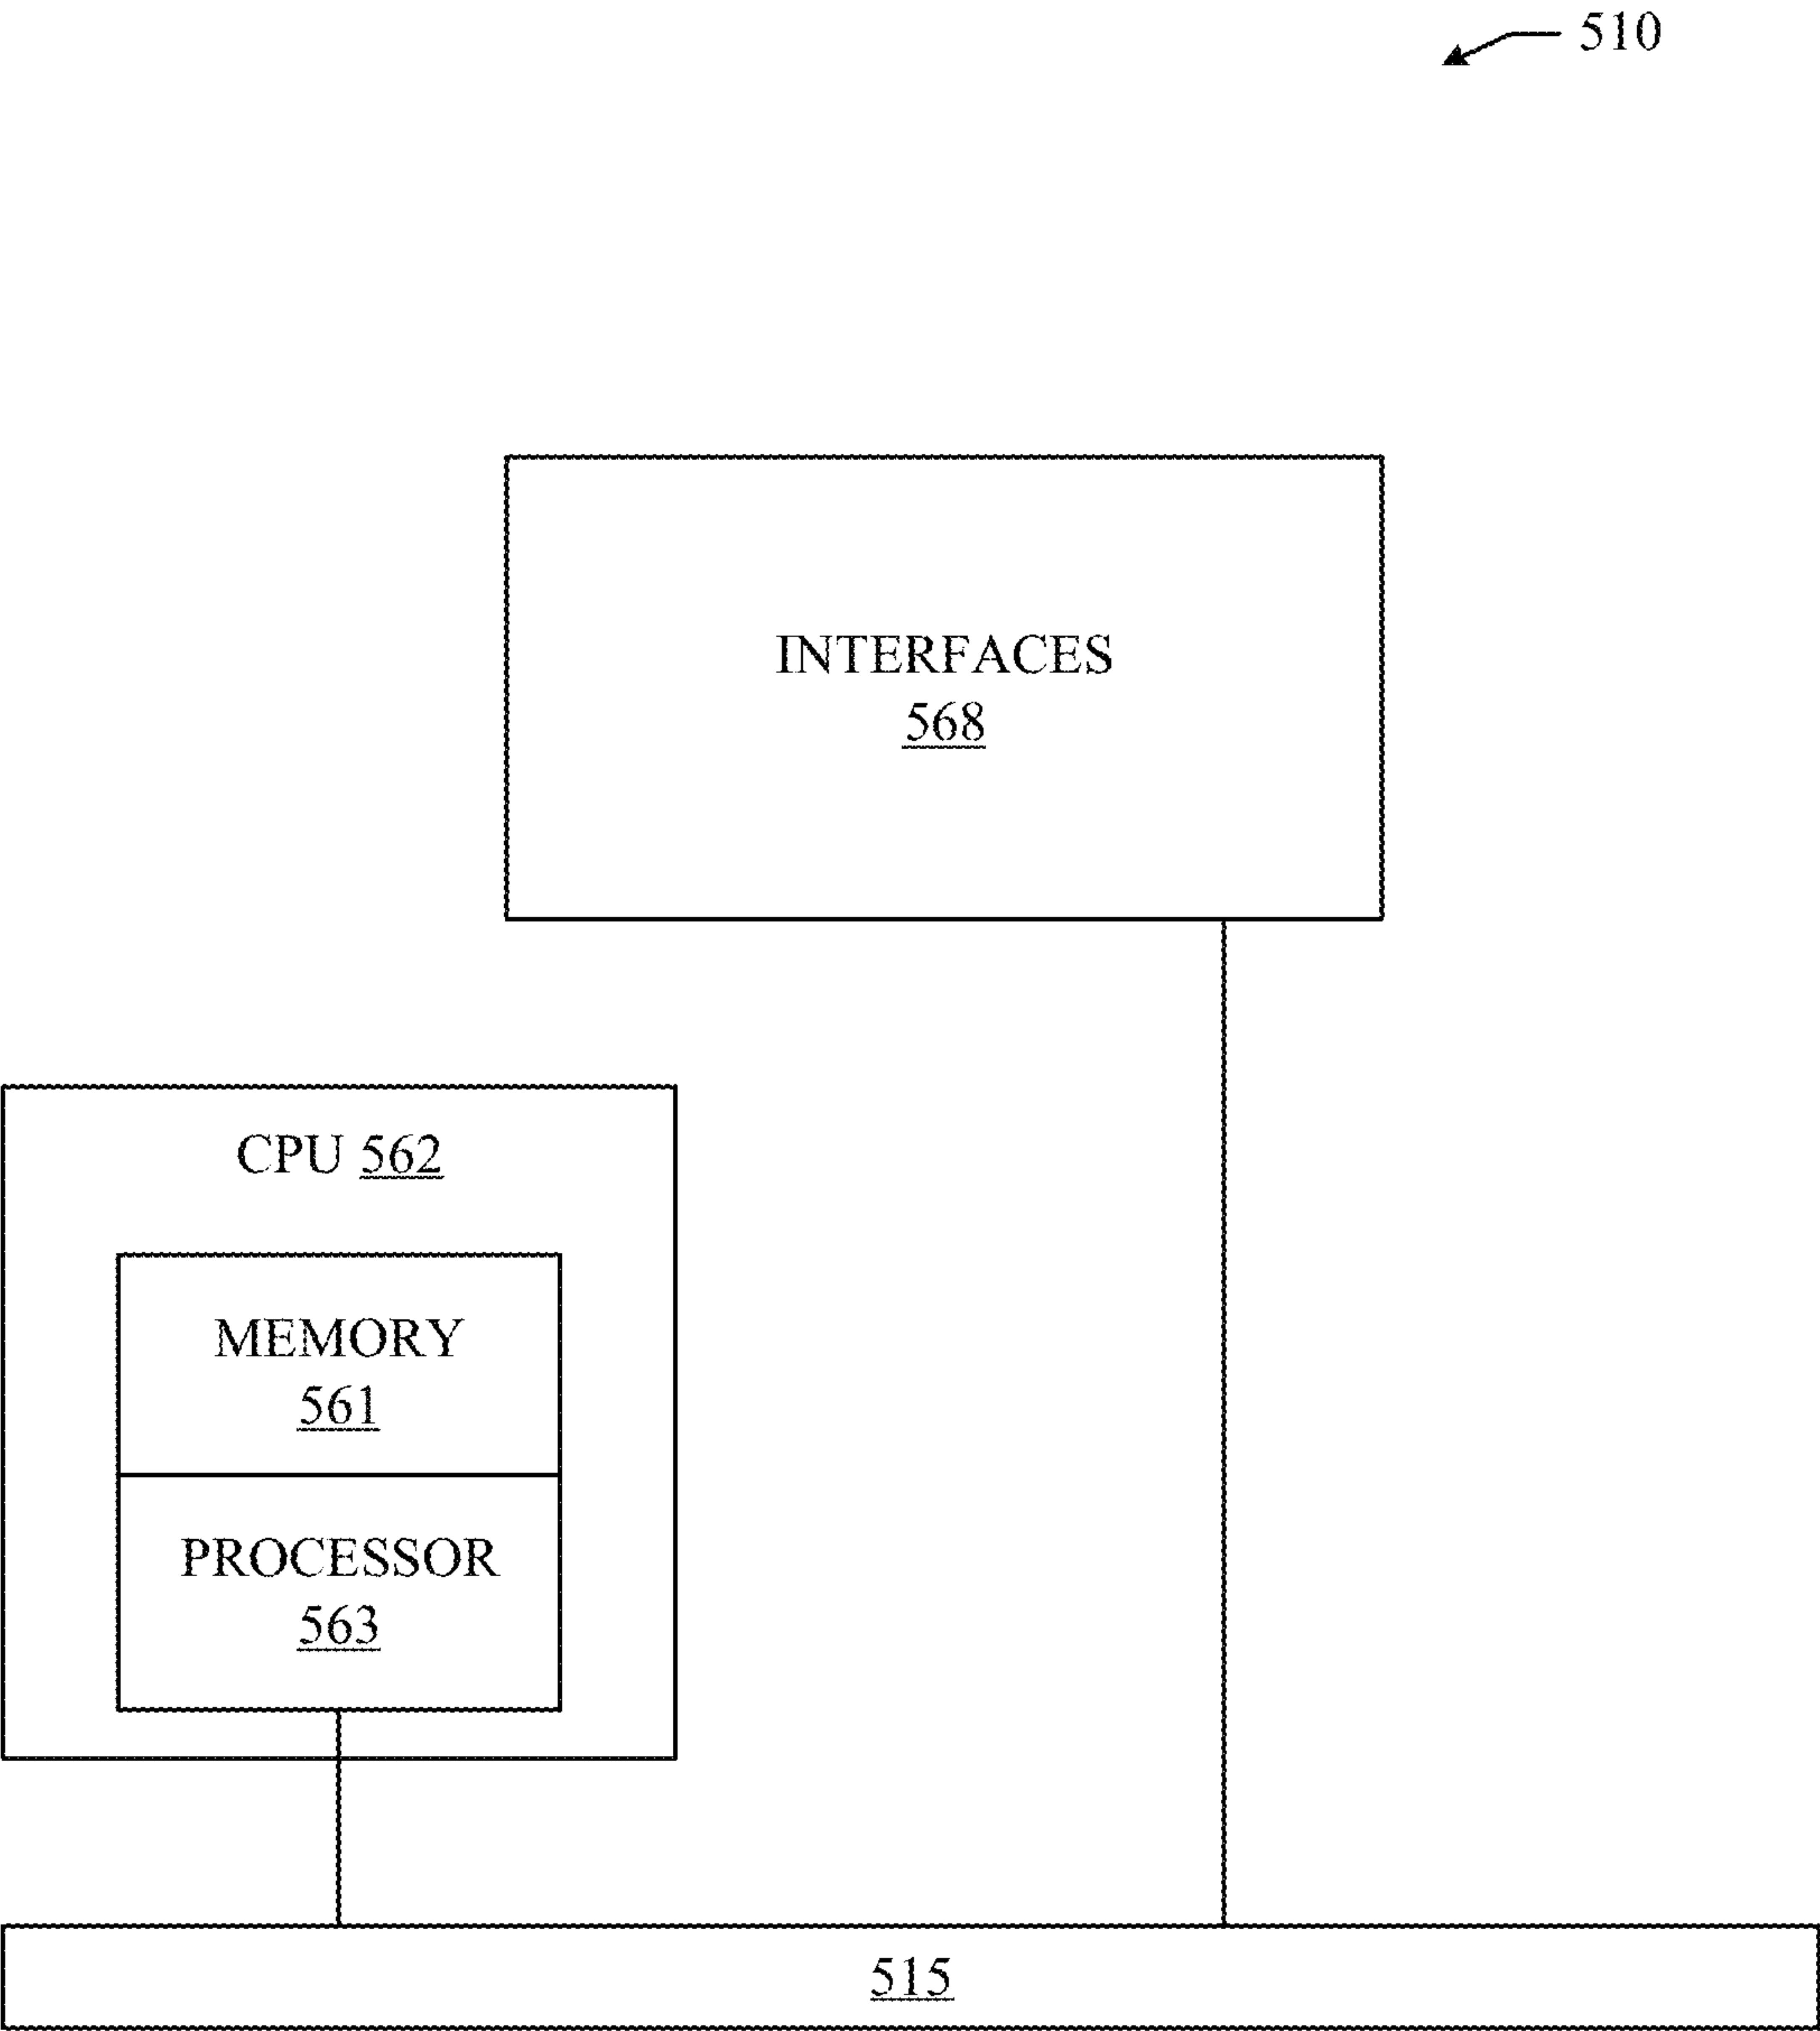 510
INTERFACES
568
CPU 562
MEMORY
561
PROCESSOR
563
515